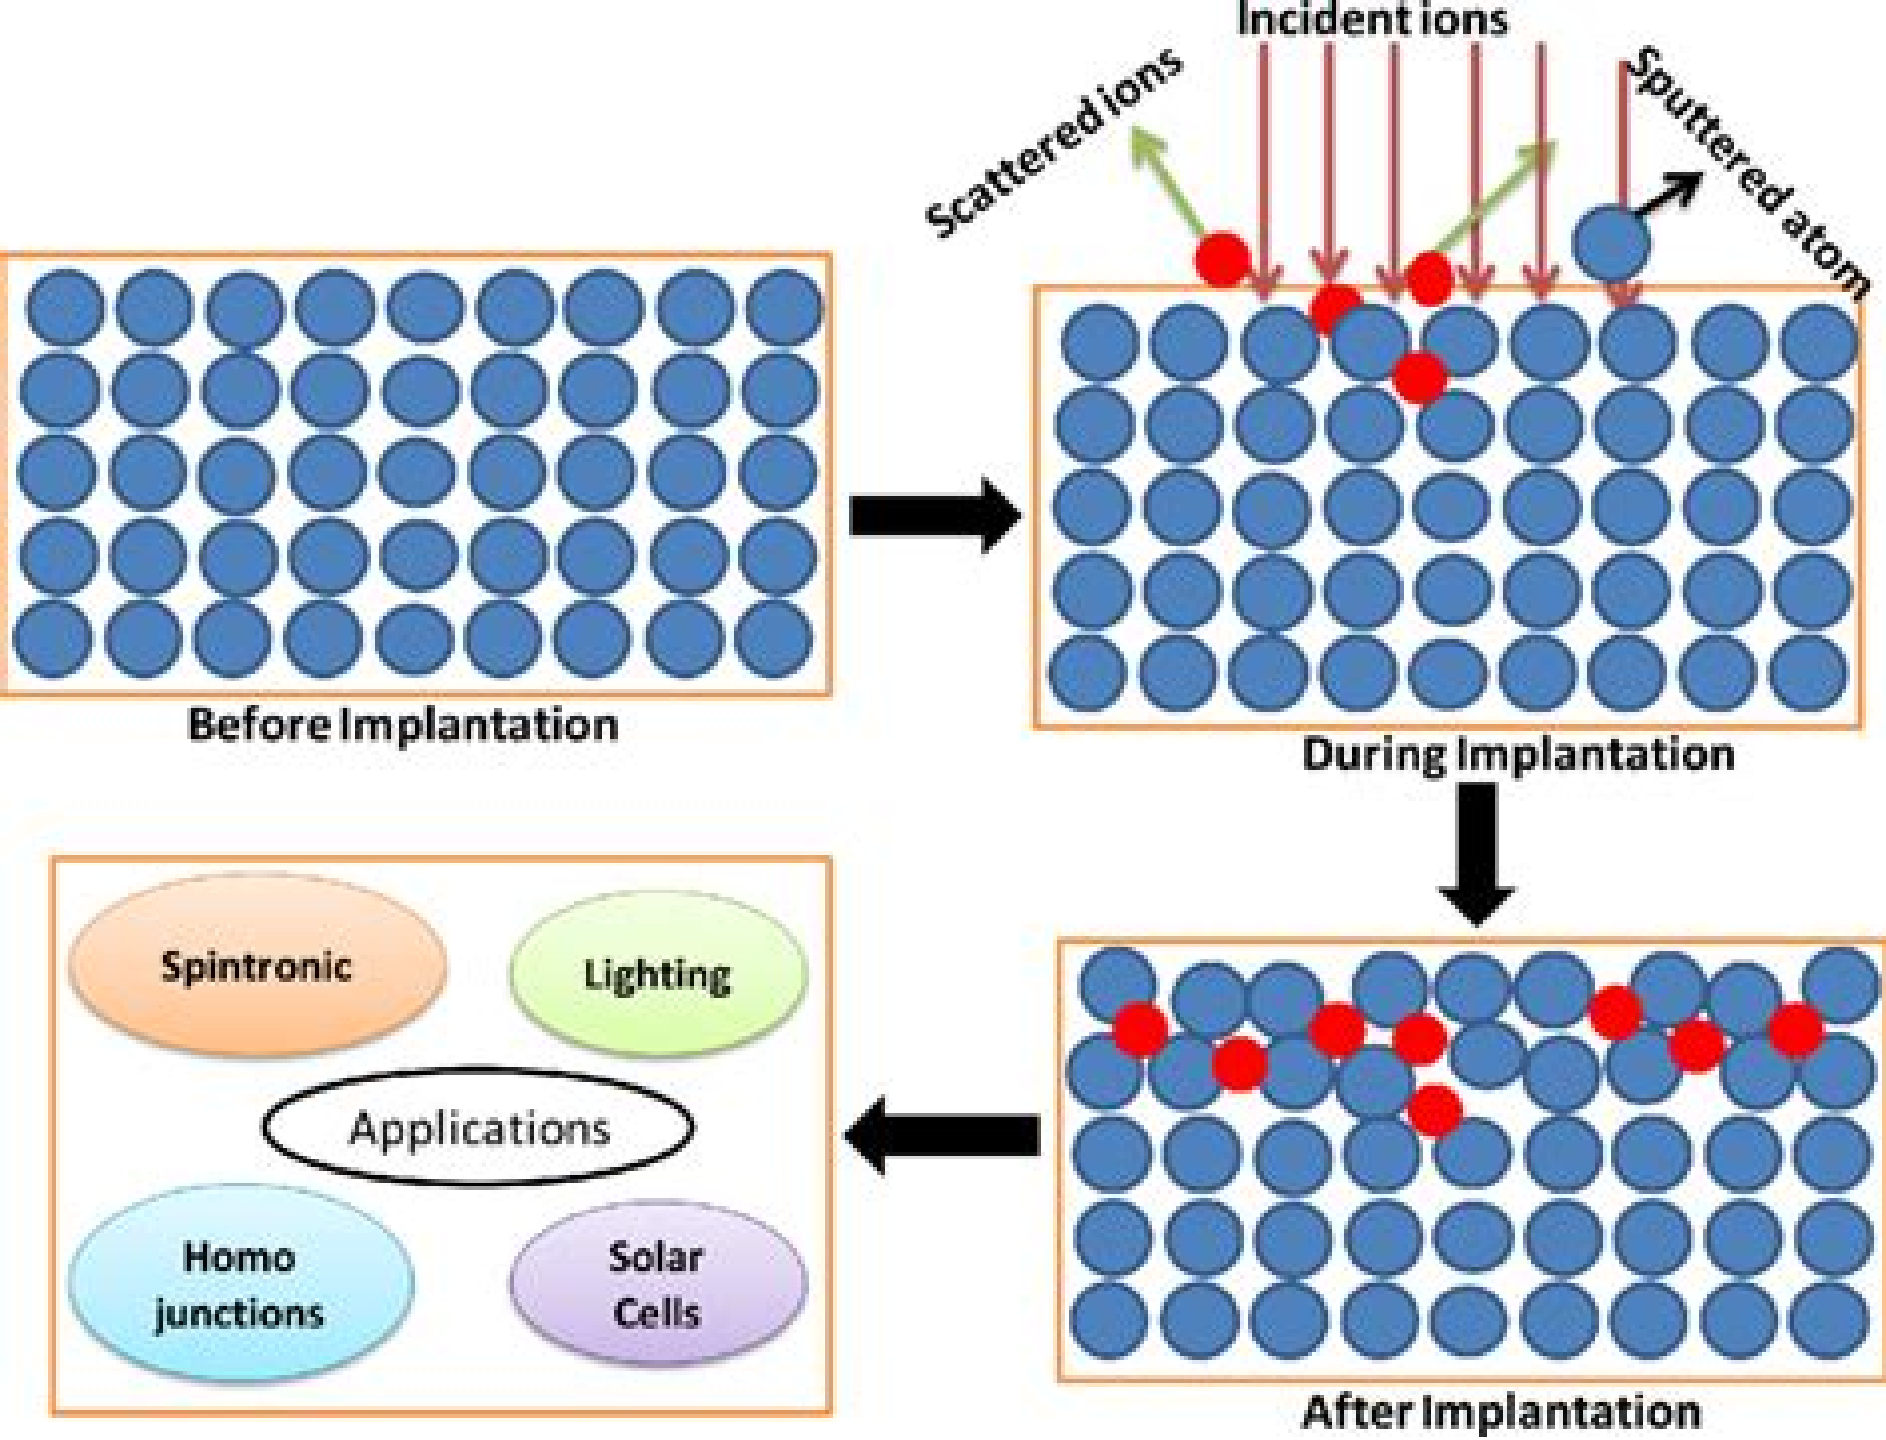 Incident ions
Scattered ions
Sputtered atom
Before Implantation
During Implantation
Spintronic
Lighting
Applications
Homo
junctions
Solar
Cells
After Implantation